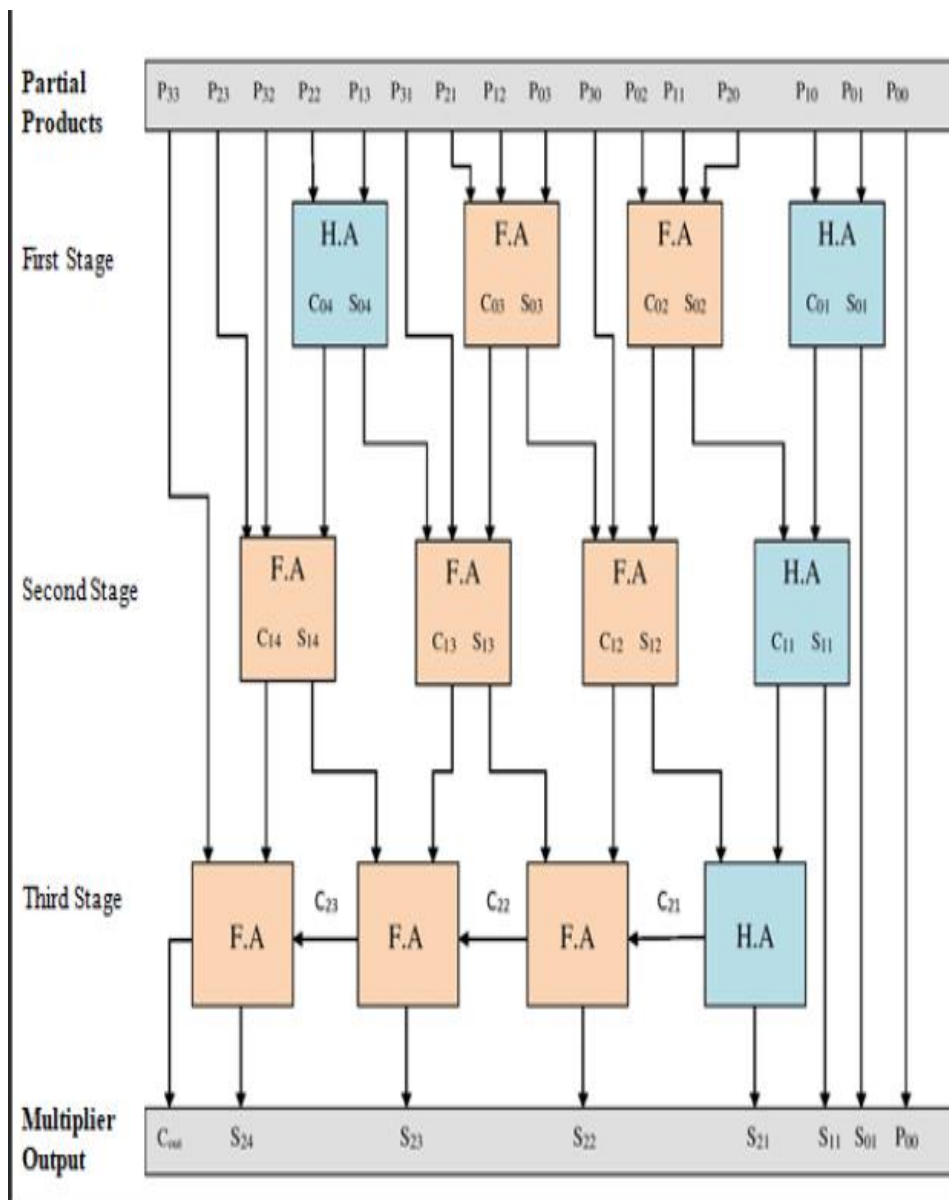 Partial Products
P33 P23 P32 P22 P13 P31 P21 P12 P03 P30 P02 P11 P20 P10 P01 P00
First Stage
H.A F.A F.A H.A
C04 S04 C03 S03 C02 S02 C01 S01
Second Stage
F.A F.A F.A H.A
C14 S14 C13 S13 C12 S12 C11 S11
Third Stage
C23 C22 C21
F.A F.A F.A H.A
Multiplier Output
Cout S24 S23 S22 S21 S11 S01 P00